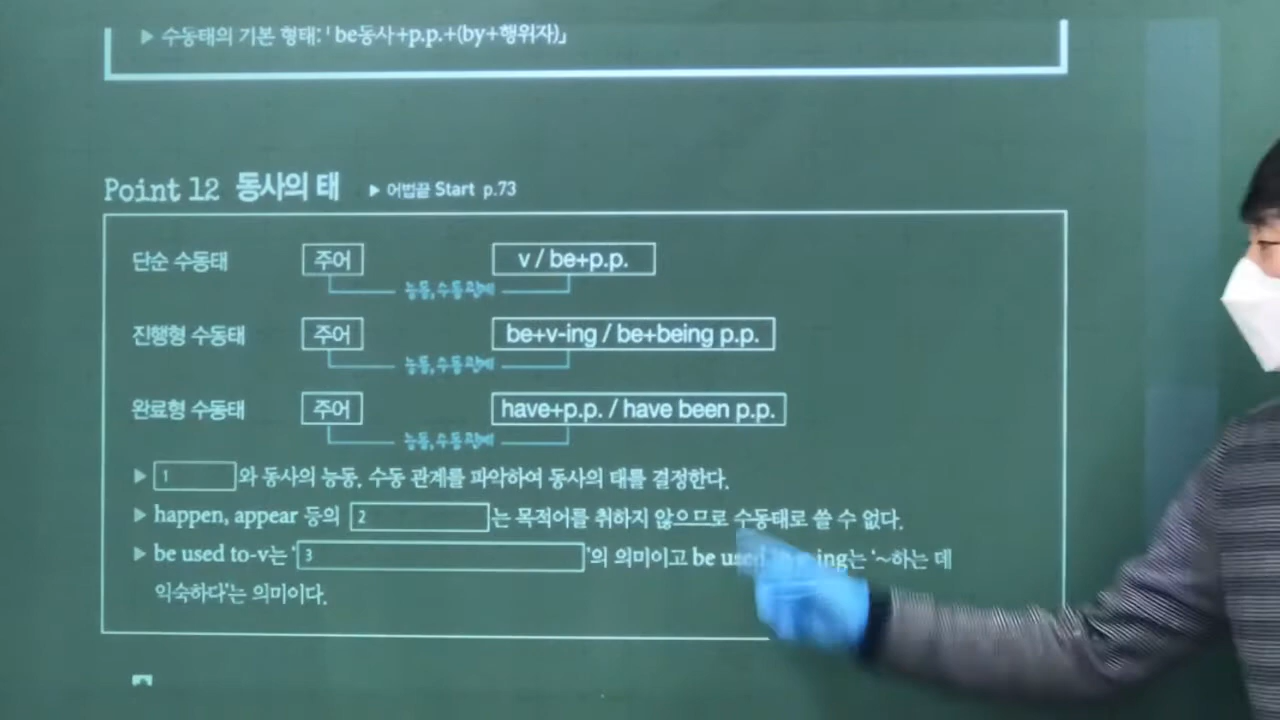 ▶ 수동태의 기본 형태: 「be동사+p.p.+(by+행위자)」
Point 12 동사의 태 ▶ 어법끝 Start p.73
단순 수동태 주어 v / be+p.p.
능동, 수동 관계
진행형 수동태 주어 be+v-ing / be+being p.p.
능동, 수동 관계
완료형 수동태 주어 have+p.p. / have been p.p.
능동, 수동 관계
▶ 1 와 동사의 능동, 수동 관계를 파악하여 동사의 태를 결정한다.
▶ happen, appear 등의 2 는 목적어를 취하지 않으므로 수동태로 쓸 수 없다.
▶ be used to-v는 ' 3 '의 의미이고 be used ing는 '~하는 데
익숙하다'는 의미이다.